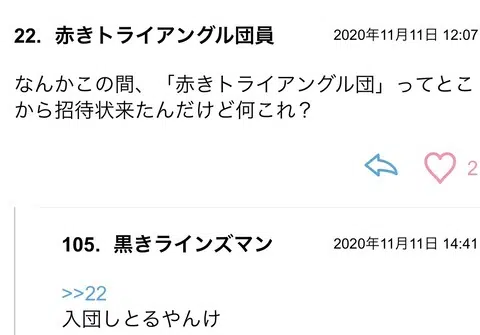 22. 赤きトライアングル団員 2020年11月11日 12:07
なんかこの間、「赤きトライアングル団」ってとこ
から招待状来たんだけど何これ？
2
105. 黒きラインズマン 2020年11月11日 14:41
>>22
入団しとるやんけ